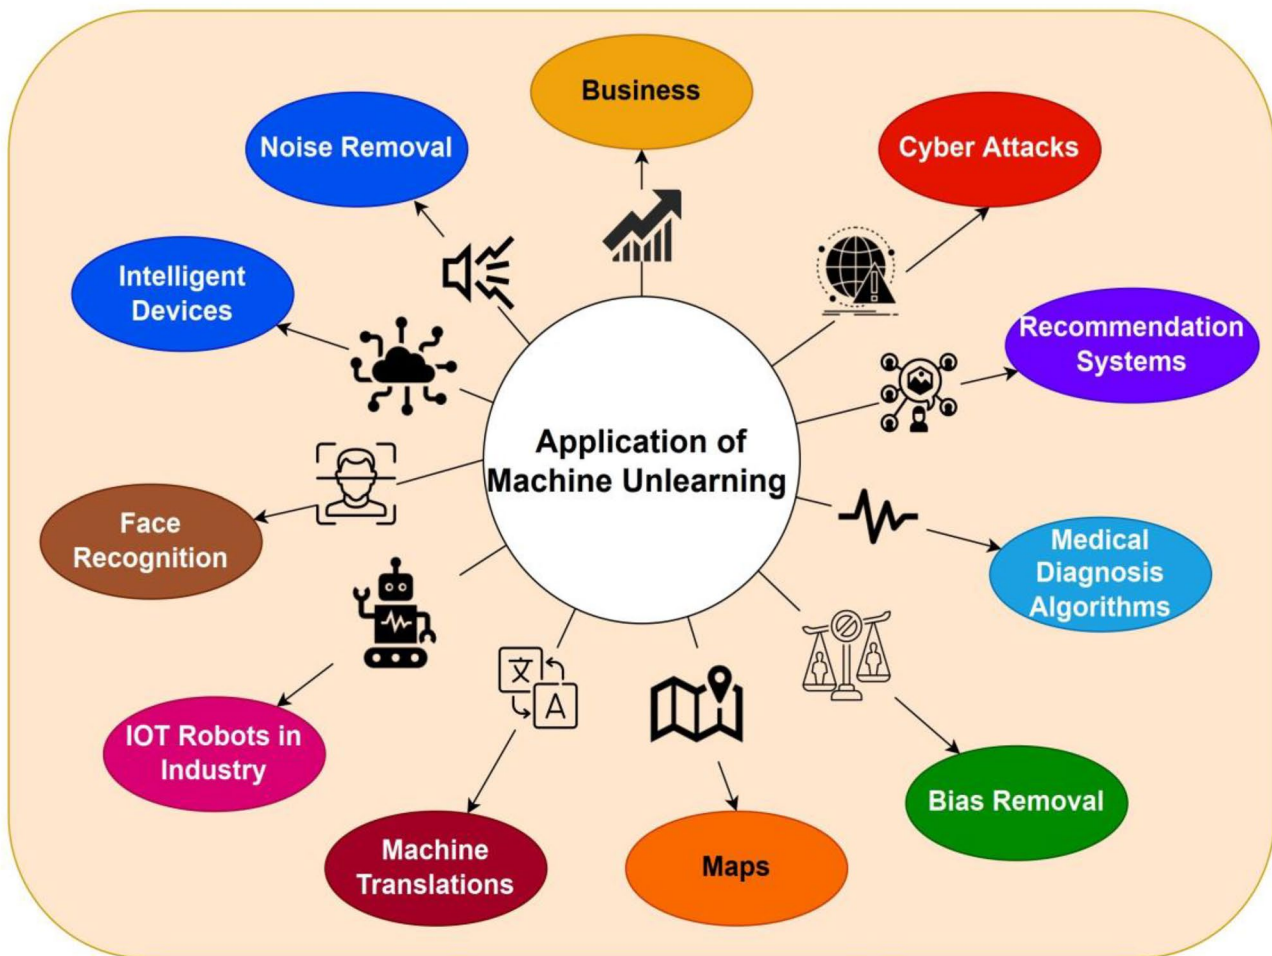 Business
Noise Removal
Cyber Attacks
Intelligent
Devices
Recommendation
Systems
Application of
Machine Unlearning
Face
Recognition
Medical
Diagnosis
Algorithms
文
A
IOT Robots in
Industry
Bias Removal
Machine
Translations
Maps